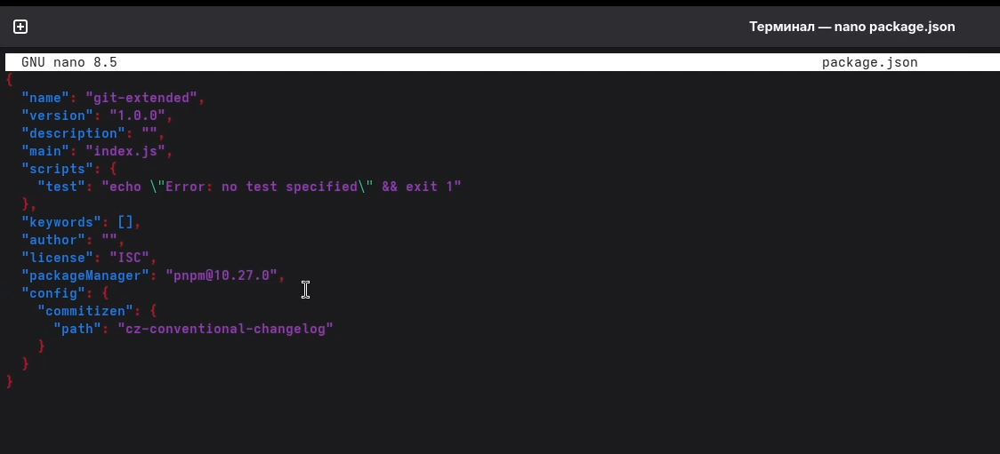 Терминал — nano package.json
GNU nano 8.5 package.json
{
  "name": "git-extended",
  "version": "1.0.0",
  "description": "",
  "main": "index.js",
  "scripts": {
    "test": "echo \"Error: no test specified\" && exit 1"
  },
  "keywords": [],
  "author": "",
  "license": "ISC",
  "packageManager": "pnpm@10.27.0",
  "config": {
    "commitizen": {
      "path": "cz-conventional-changelog"
    }
  }
}